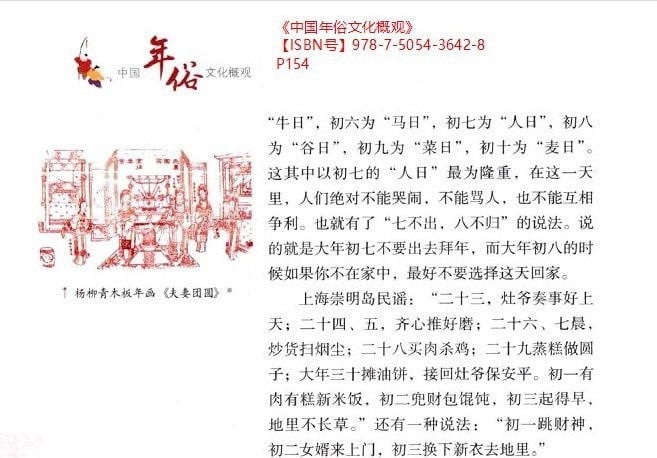 《中国年俗文化概观》
【ISBN号】978-7-5054-3642-8
P154
中国年俗文化概观
“牛日”，初六为“马日”，初七为“人日”，初八
为“谷日”，初九为“菜日”，初十为“麦日”。
这其中以初七的“人日”最为隆重，在这一天
里，人们绝对不能哭闹，不能骂人，也不能互相
争利。也就有了“七不出，八不归”的说法。说
的就是大年初七不要出去拜年，而大年初八的时
候如果你不在家中，最好不要选择这天回家。
上海崇明岛民谣：“二十三，灶爷奏事好上
天；二十四、五，齐心推好磨；二十六、七晨，
炒货扫烟尘；二十八买肉杀鸡；二十九蒸糕做圆
子；大年三十摊油饼，接回灶爷保安平。初一有
肉有糕新米饭，初二兜财包馄饨，初三起得早，
地里不长草。”还有一种说法：“初一跳财神，
初二女婿来上门，初三换下新衣去地里。”
↑ 杨柳青木板年画《夫妻团圆》